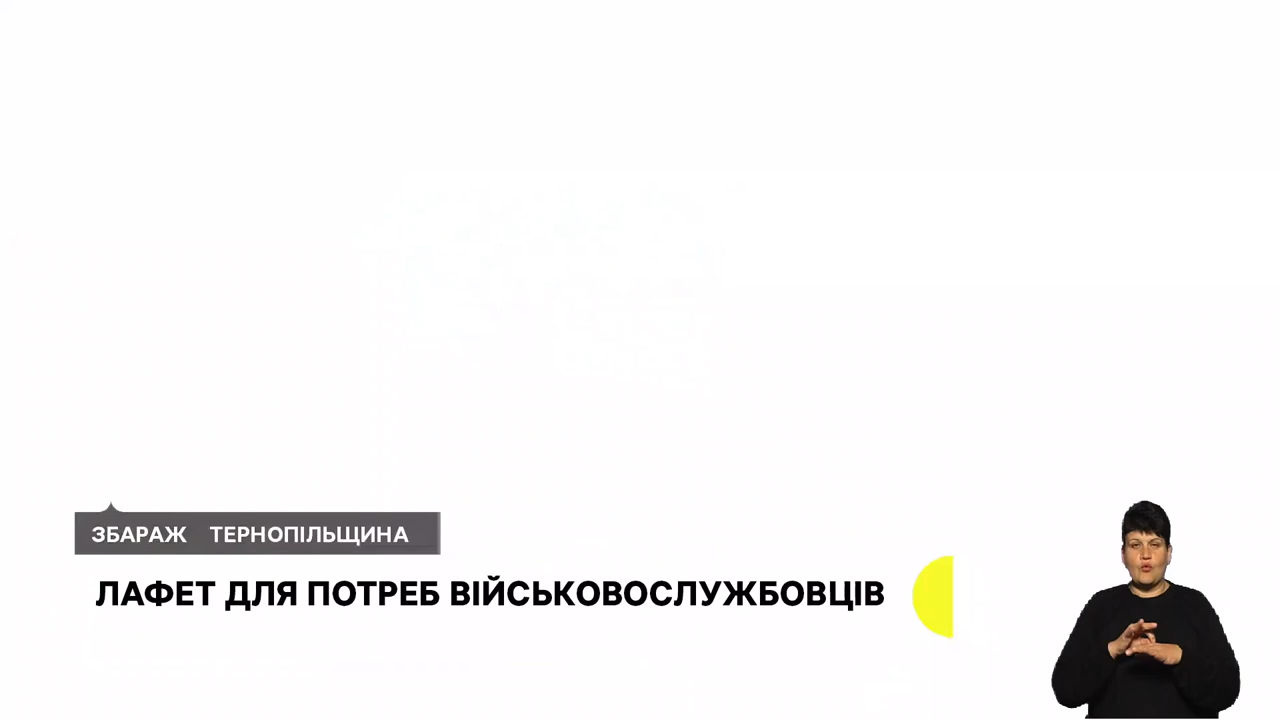 ЗБАРАЖ ТЕРНОПІЛЬЩИНА
ЛАФЕТ ДЛЯ ПОТРЕБ ВІЙСЬКОВОСЛУЖБОВЦІВ